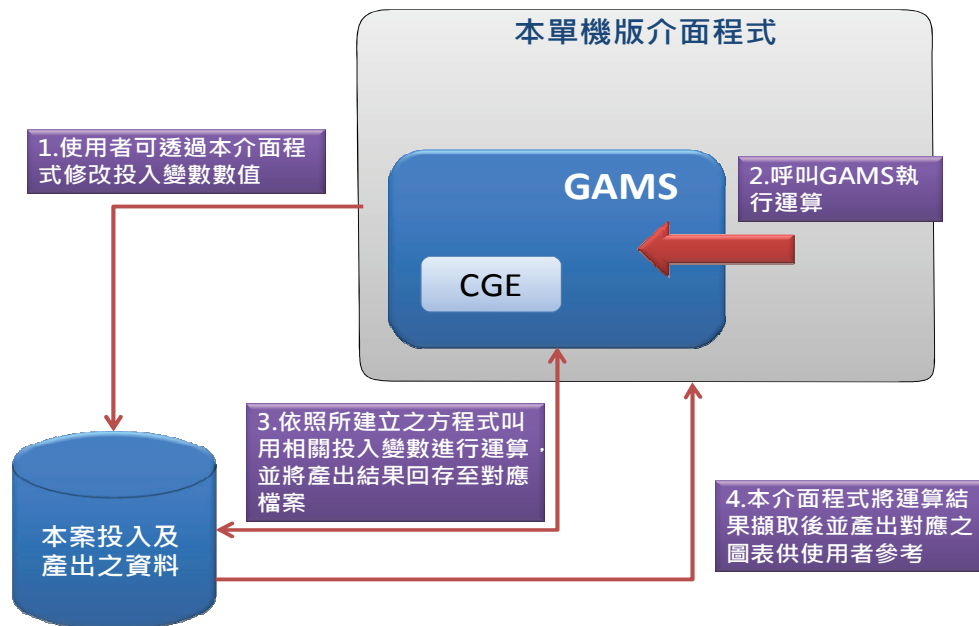 本單機版介面程式
1.使用者可透過本介面程
式修改投入變數數值
GAMS
2.呼叫GAMS執
行運算
CGE
3.依照所建立之方程式叫
用相關投入變數進行運算，
並將產出結果回存至對應
檔案
4.本介面程式將運算結
果擷取後並產出對應之
圖表供使用者參考
本案投入及
產出之資料